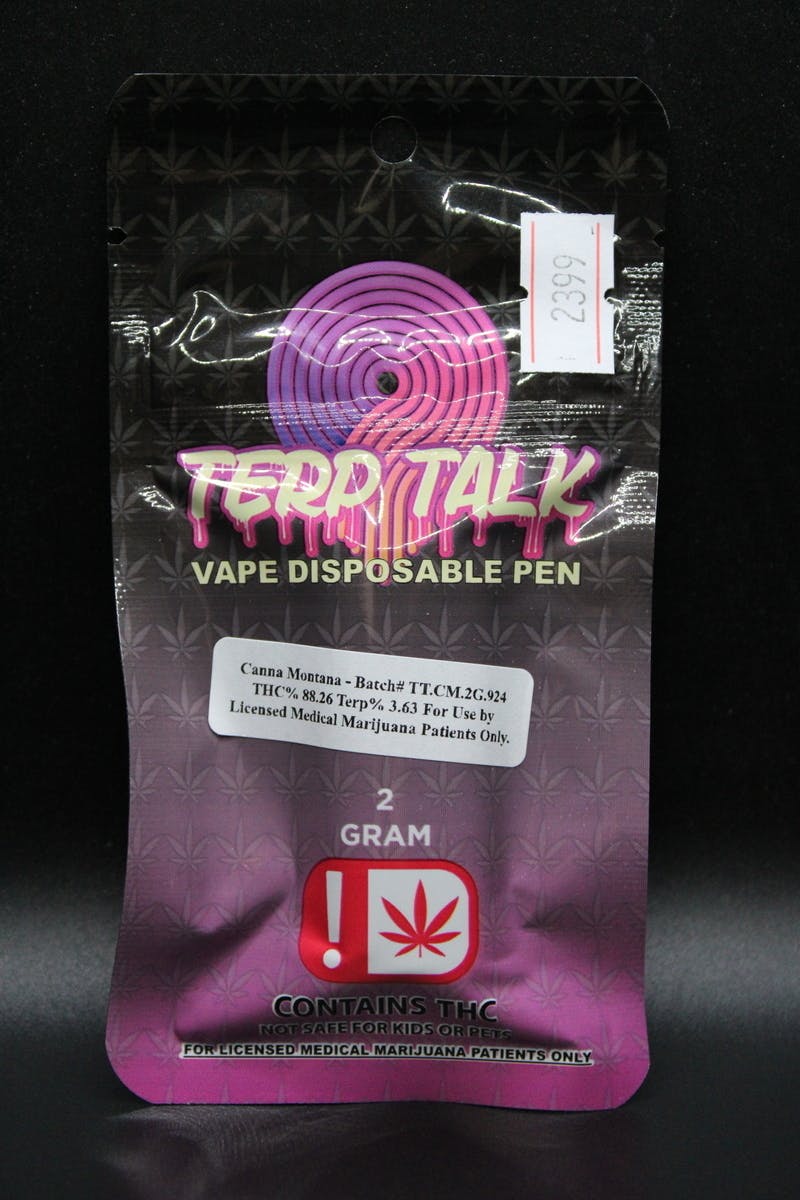 2399
TERP TALK
VAPE DISPOSABLE PEN
Canna Montana - Batch# TT.CM.2G.924
THC% 88.26 Terp% 3.63 For Use by
Licensed Medical Marijuana Patients Only.
2
GRAM
!
CONTAINS THC
NOT SAFE FOR KIDS OR PETS
FOR LICENSED MEDICAL MARIJUANA PATIENTS ONLY